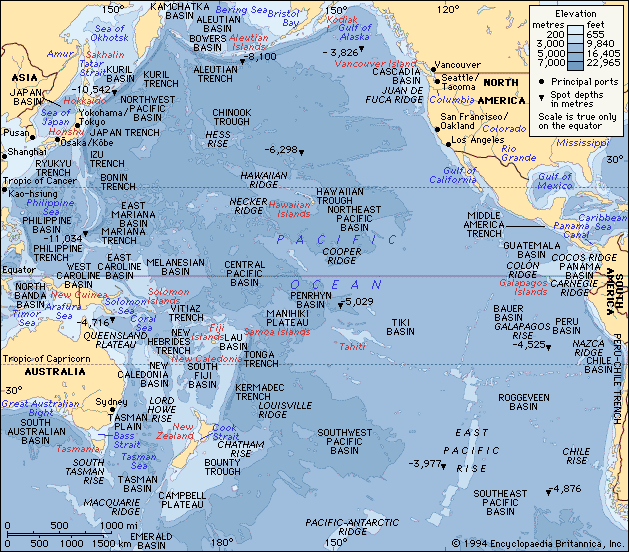 KAMCHATKA
BASIN
ALEUTIAN
BASIN
BOWERS
BASIN
Bering Sea
Bristol
Bay
Aleutian
Islands
Kodiak
I.
Gulf of
Alaska
-3,826
-8,100
Vancouver Island
Sea of
Okhotsk
Amur
Sakhalin
Tatar
Strait
KURIL
BASIN
KURIL
TRENCH
ALEUTIAN
TRENCH
CASCADIA
BASIN
Vancouver
Seattle/
Tacoma
JUAN DE
FUCA RIDGE
Columbia
NORTH
AMERICA
Elevation
metres
feet
200
655
3,000
9,840
5,000
16,405
7,000
22,965
Principal ports
Spot depths
in metres
Scale is true only
on the equator
ASIA
JAPAN
BASIN
-10,542
Hokkaido
NORTHWEST
PACIFIC
BASIN
CHINOOK
TROUGH
HESS
RISE
Sea of
Japan
Yokohama/
Tokyo
Honshu
JAPAN TRENCH
Pusan
Osaka/Kōbe
Shanghai
San Francisco/
Oakland
Colorado
Los Angeles
Rio
Grande
Mississippi
30°
IZU
TRENCH
RYUKYU
TRENCH
-6,298
BONIN
TRENCH
Tropic of Cancer
Kao-hsiung
HAWAIIAN
RIDGE
HAWAIIAN
TROUGH
NECKER
RIDGE
Hawaiian
Islands
NORTHEAST
PACIFIC
BASIN
Gulf of
California
Gulf of
Mexico
Philippine
Sea
EAST
MARIANA
BASIN
MARIANA
TRENCH
PHILIPPINE
BASIN
-11,034
PHILIPPINE
TRENCH
MIDDLE
AMERICA
TRENCH
Caribbean
Sea
Panama
Canal
PACIFIC
OCEAN
COOPER
RIDGE
GUATEMALA
BASIN
COCOS RIDGE
COLÓN
RIDGE
PANAMA
BASIN
CARNEGIE
RIDGE
Galapagos
Islands
Equator
EAST
CAROLINE
BASIN
WEST
CAROLINE
BASIN
MELANESIAN
BASIN
CENTRAL
PACIFIC
BASIN
NORTH
BANDA
BASIN
New Guinea
Solomon
Islands
Arafura
Sea
Timor
Sea
Solomon
Sea
Coral
Sea
-4,716
QUEENSLAND
PLATEAU
VITIAZ
TRENCH
PENRHYN
BASIN
-5,029
MANIHIKI
PLATEAU
TIKI
BASIN
BAUER
BASIN
GALAPAGOS
RISE
PERU
BASIN
-4,525
NAZCA
RIDGE
CHILE
BASIN
SOUTH
AMERICA
PERU-CHILE TRENCH
Tropic of Capricorn
NEW
HEBRIDES
TRENCH
Fiji
Islands
LAU
BASIN
Samoa Islands
Tahiti
TONGA
TRENCH
New Caledonia
AUSTRALIA
NEW
CALEDONIA
BASIN
SOUTH
FIJI
BASIN
30°
KERMADEC
TRENCH
LOUISVILLE
RIDGE
LORD
HOWE
RISE
Great Australian
Bight
Sydney
TASMAN
PLAIN
SOUTH
AUSTRALIAN
BASIN
Bass
Strait
Tasmania
Tasman
Sea
New
Zealand
Cook
Strait
CHATHAM
RISE
BOUNTY
TROUGH
SOUTH
TASMAN
RISE
TASMAN
BASIN
CAMPBELL
PLATEAU
MACQUARIE
RIDGE
SOUTHWEST
PACIFIC
BASIN
ROGGEVEEN
BASIN
EAST
PACIFIC
RISE
CHILE
RISE
-3,977
-4,876
SOUTHEAST
PACIFIC
BASIN
0 500 1000 mi
0 500 1000 1500 km
EMERALD
BASIN
180°
150°
PACIFIC-ANTARCTIC
RIDGE
150°
© 1994 Encyclopaedia Britannica, Inc.